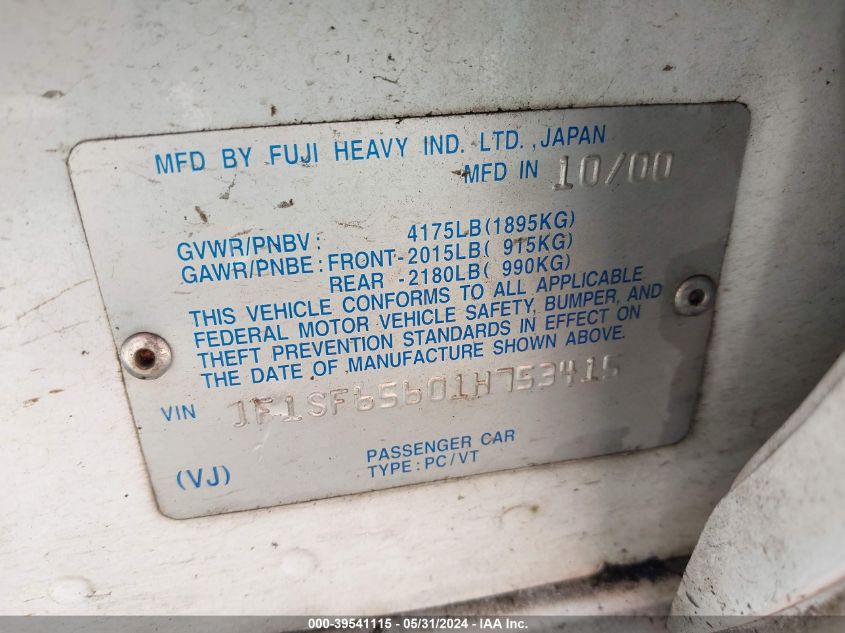 MFD BY FUJI HEAVY IND. LTD., JAPAN
MFD IN 10/00
GVWR/PNBV: 4175LB(1895KG)
GAWR/PNBE: FRONT-2015LB( 915KG)
REAR -2180LB( 990KG)
THIS VEHICLE CONFORMS TO ALL APPLICABLE
FEDERAL MOTOR VEHICLE SAFETY, BUMPER, AND
THEFT PREVENTION STANDARDS IN EFFECT ON
THE DATE OF MANUFACTURE SHOWN ABOVE.
VIN JF1SF65601H753415
PASSENGER CAR
(VJ) TYPE: PC/VT
000-39541115 - 05/31/2024 - IAA Inc.